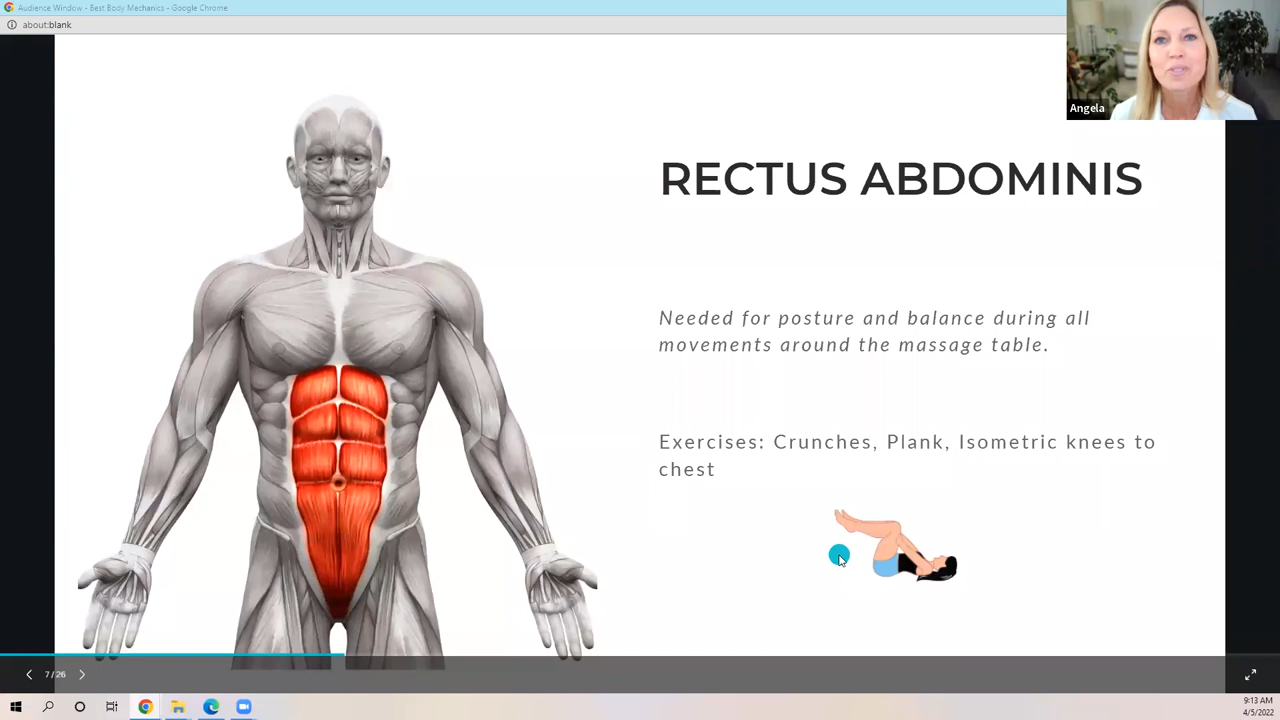 Audience Window - Best Body Mechanics - Google Chrome
about:blank
Angela
RECTUS ABDOMINIS
Needed for posture and balance during all
movements around the massage table.
Exercises: Crunches, Plank, Isometric knees to
chest
7 / 26
9:13 AM
4/5/2022